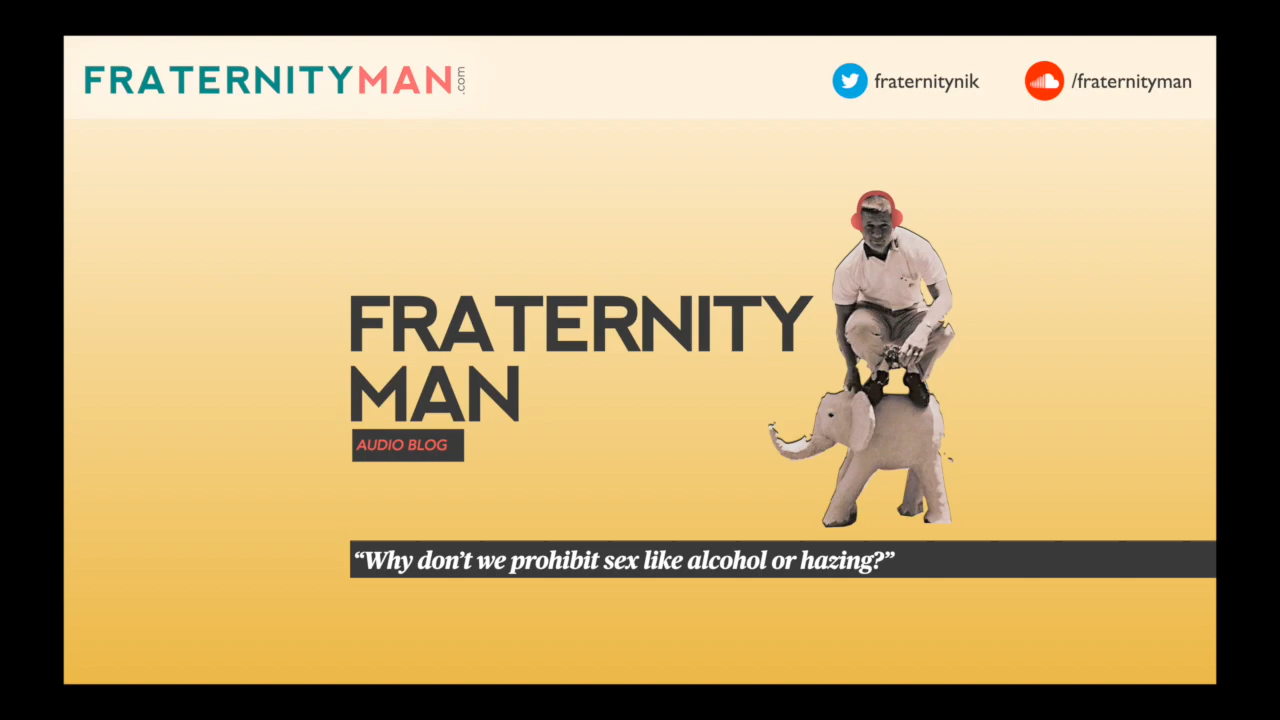 FRATERNITYMAN.com
fraternitynik
/fraternityman
FRATERNITY
MAN
AUDIO BLOG
“Why don’t we prohibit sex like alcohol or hazing?”